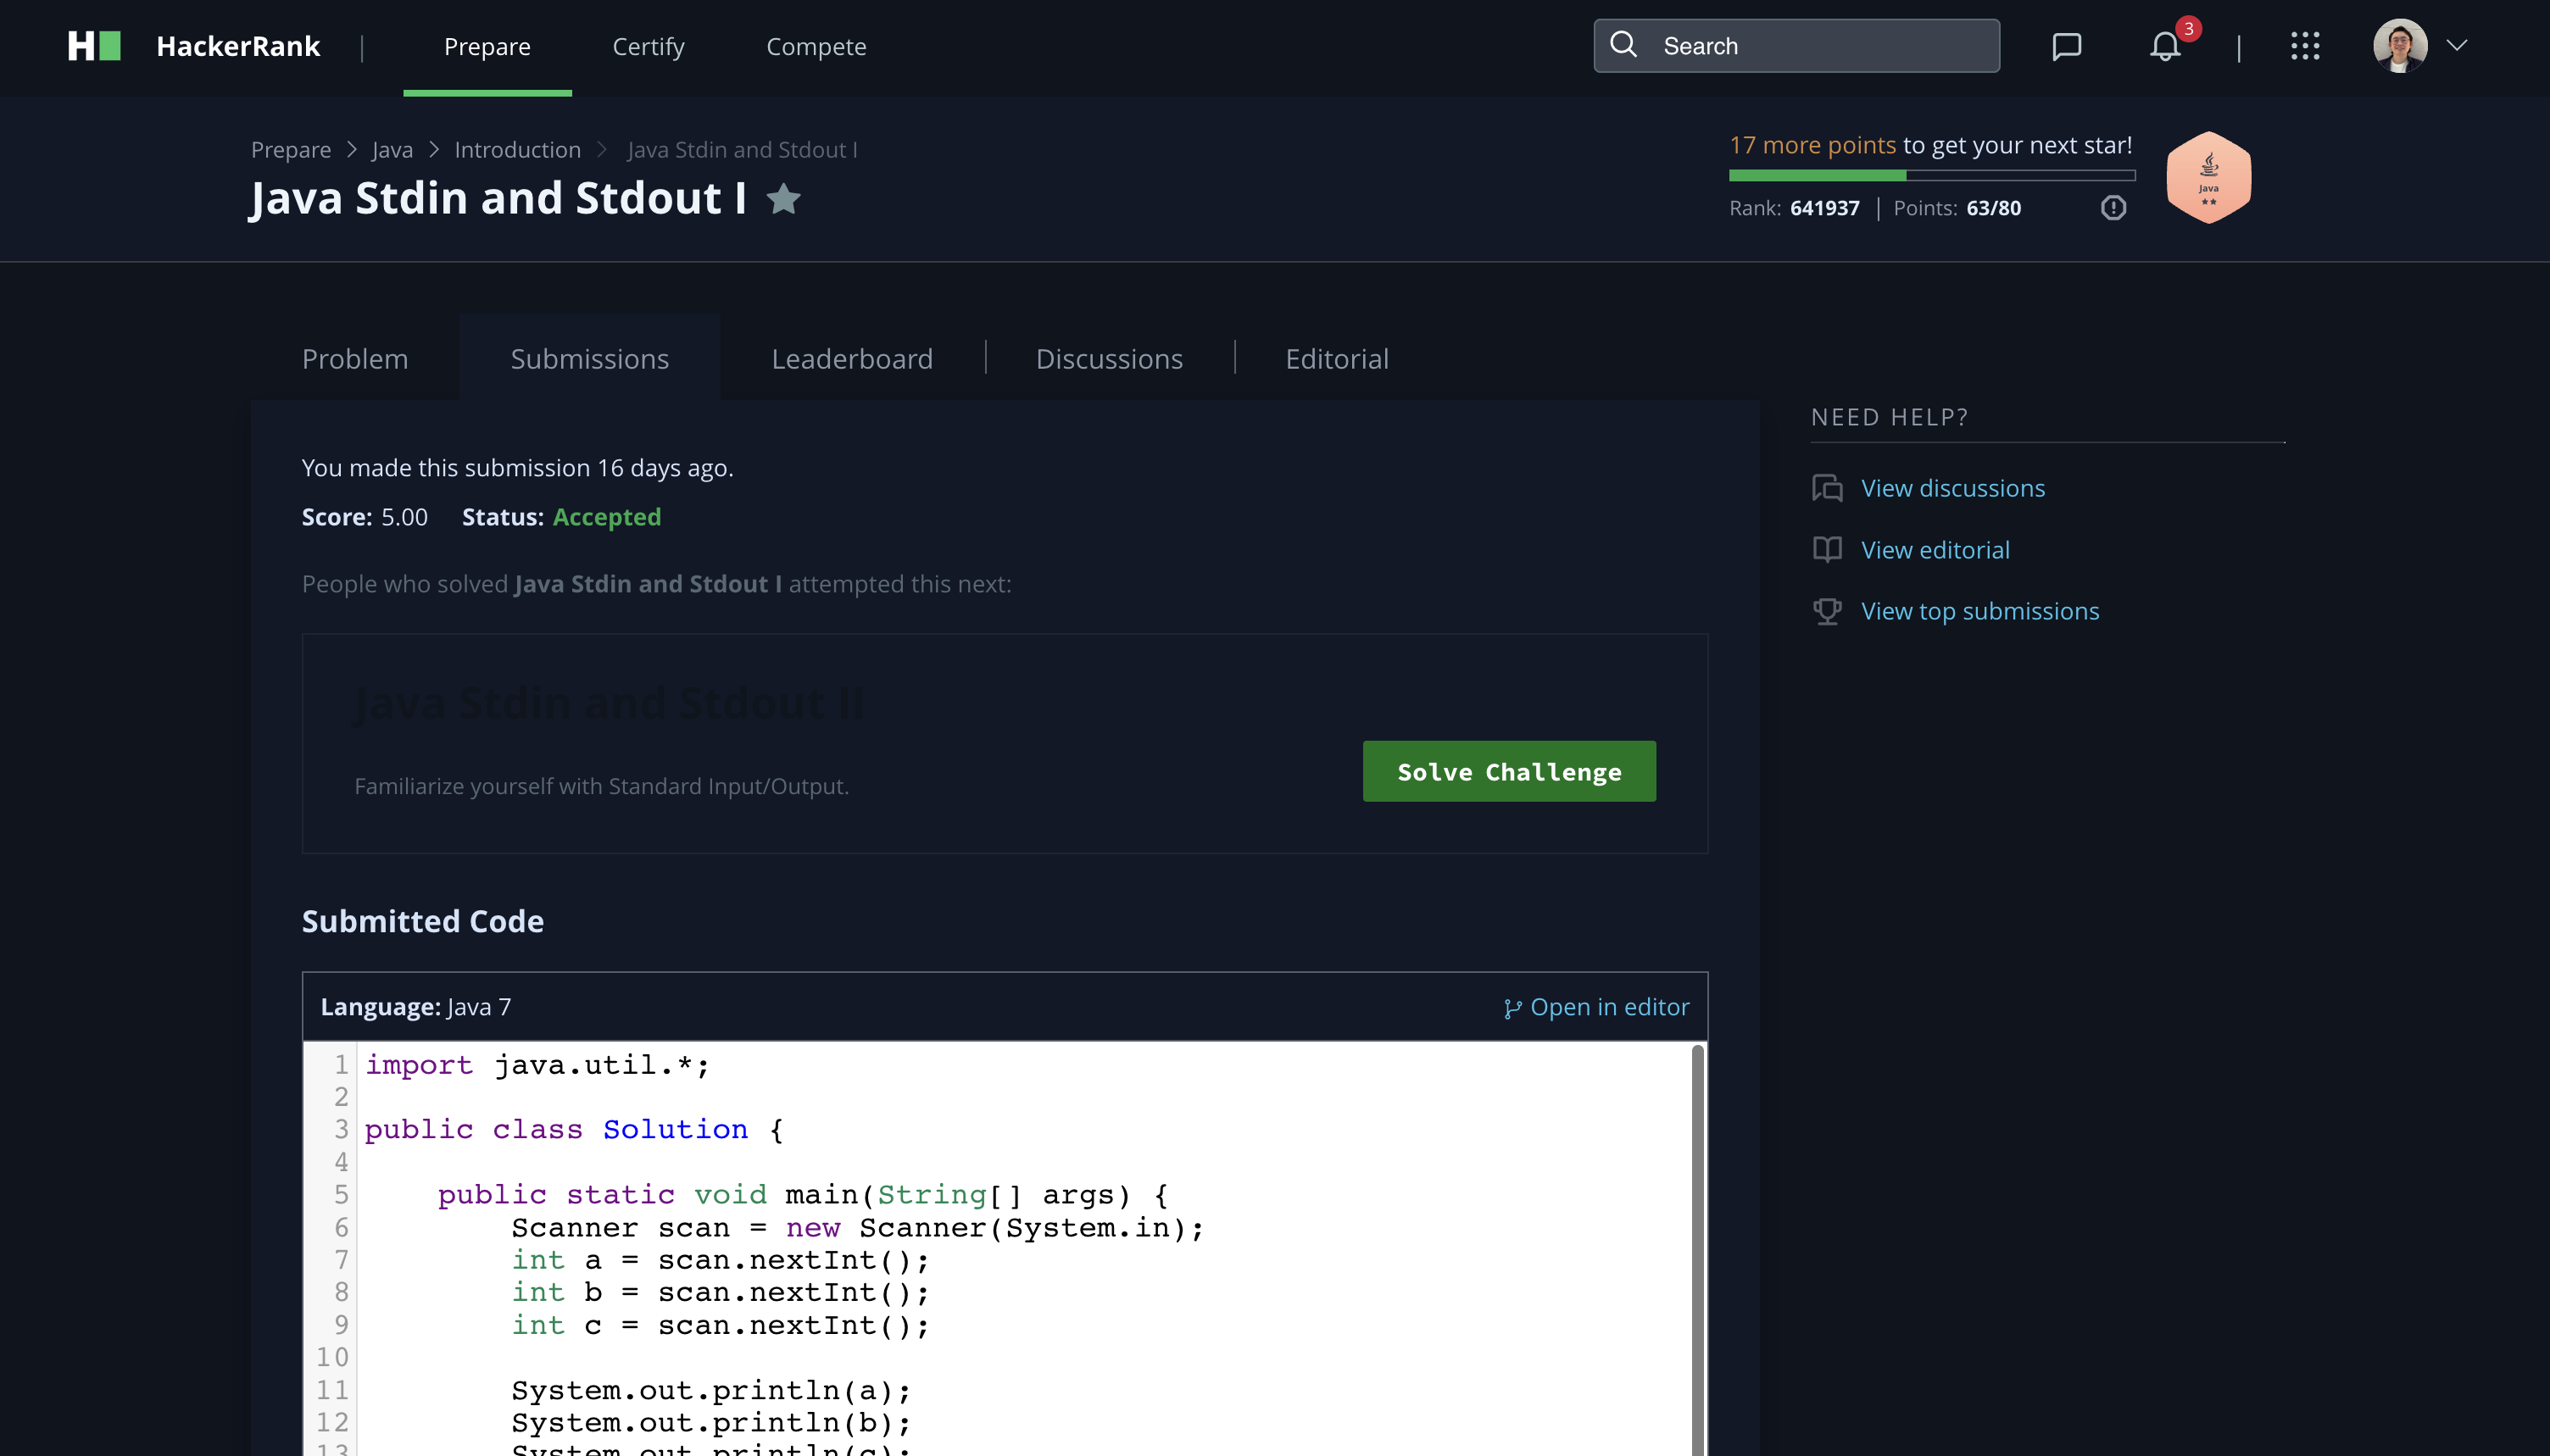 HackerRank | Prepare Certify Compete Search 3 |
Prepare > Java > Introduction > Java Stdin and Stdout I
Java Stdin and Stdout I
17 more points to get your next star!
Rank: 641937 | Points: 63/80
Java
Problem Submissions Leaderboard | Discussions | Editorial
You made this submission 16 days ago.
Score: 5.00 Status: Accepted
People who solved Java Stdin and Stdout I attempted this next:
Java Stdin and Stdout II
Familiarize yourself with Standard Input/Output.
Solve Challenge
Submitted Code
Language: Java 7 Open in editor
1 import java.util.*;
2
3 public class Solution {
4
5 public static void main(String[] args) {
6 Scanner scan = new Scanner(System.in);
7 int a = scan.nextInt();
8 int b = scan.nextInt();
9 int c = scan.nextInt();
10
11 System.out.println(a);
12 System.out.println(b);
13 System.out.println(c);
NEED HELP?
View discussions
View editorial
View top submissions